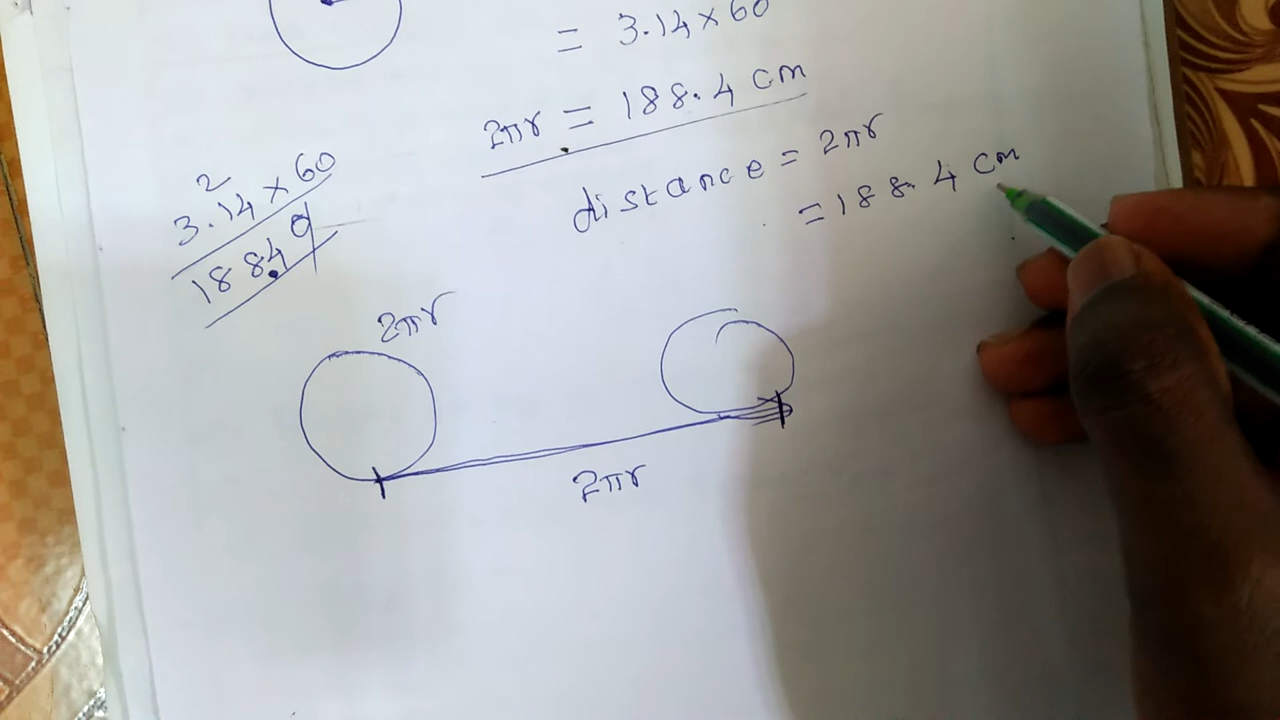 = 3.14 × 60
2πr = 188.4 cm
distance = 2πr
= 188.4 cm
2
3.14 × 60
188.40
2πr
2πr